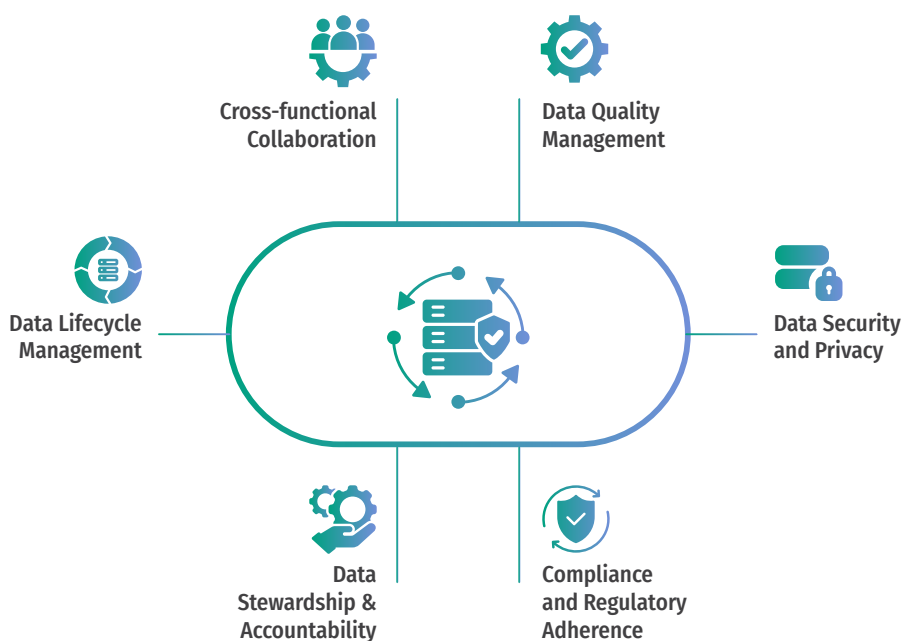 Cross-functional
Collaboration
Data Quality
Management
Data Lifecycle
Management
Data Security
and Privacy
Data
Stewardship &
Accountability
Compliance
and Regulatory
Adherence